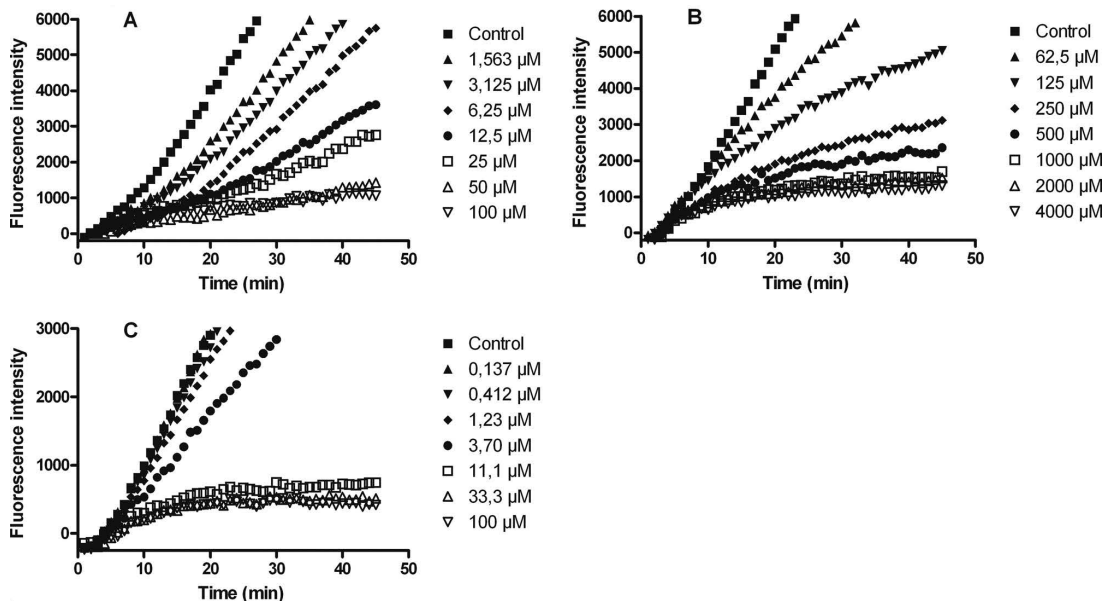 A
Fluorescence intensity
6000
5000
4000
3000
2000
1000
0
0 10 20 30 40 50
Time (min)
Control
1,563 µM
3,125 µM
6,25 µM
12,5 µM
25 µM
50 µM
100 µM
B
Fluorescence intensity
6000
5000
4000
3000
2000
1000
0
0 10 20 30 40 50
Time (min)
Control
62,5 µM
125 µM
250 µM
500 µM
1000 µM
2000 µM
4000 µM
C
Fluorescence intensity
3000
2000
1000
0
0 10 20 30 40 50
Time (min)
Control
0,137 µM
0,412 µM
1,23 µM
3,70 µM
11,1 µM
33,3 µM
100 µM